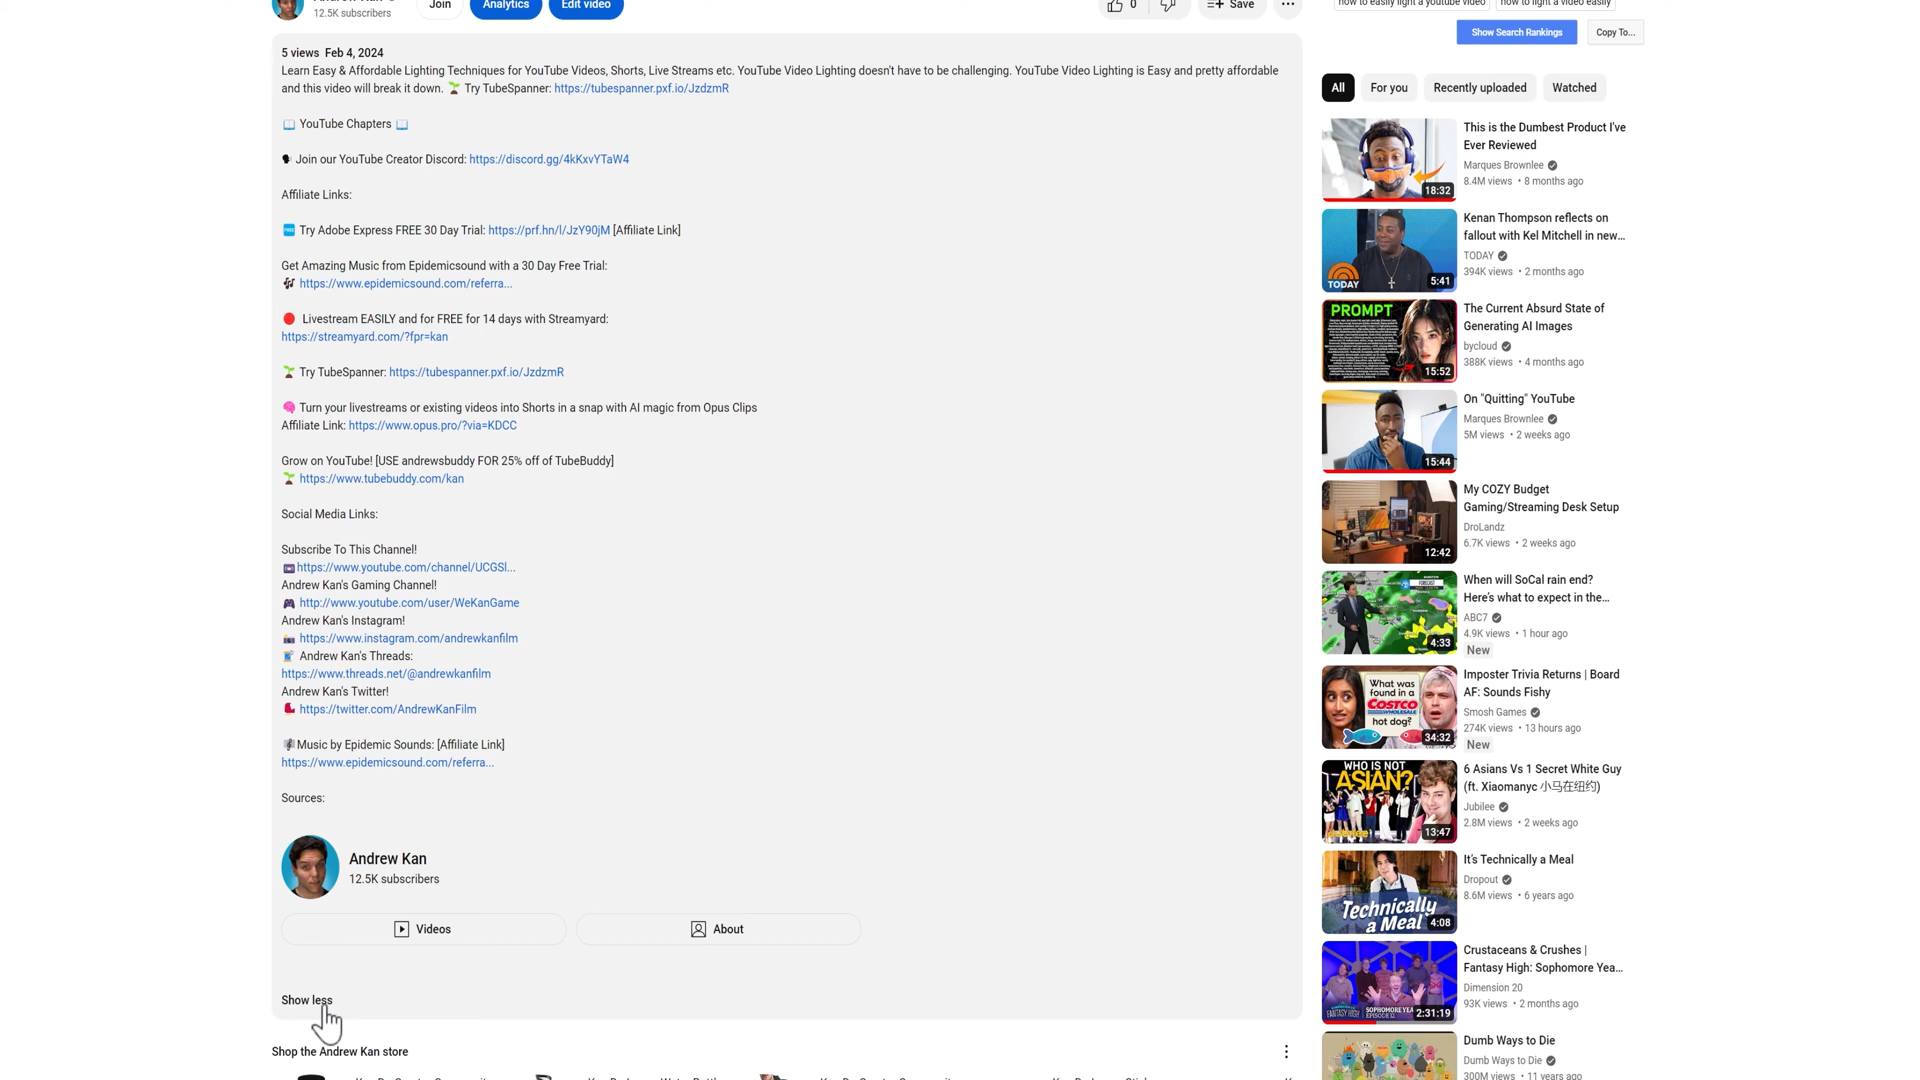 12.5K subscribers
Join
Analytics
Edit video
0
Save
5 views Feb 4, 2024
Learn Easy & Affordable Lighting Techniques for YouTube Videos, Shorts, Live Streams etc. YouTube Video Lighting doesn't have to be challenging. YouTube Video Lighting is Easy and pretty affordable
and this video will break it down. 🌱 Try TubeSpanner: https://tubespanner.pxf.io/JzdzmR
📖 YouTube Chapters 📖
🗣 Join our YouTube Creator Discord: https://discord.gg/4kKxvYTaW4
Affiliate Links:
🆓 Try Adobe Express FREE 30 Day Trial: https://prf.hn/l/JzY90jM [Affiliate Link]
Get Amazing Music from Epidemicsound with a 30 Day Free Trial:
🎶 https://www.epidemicsound.com/referra...
🔴 Livestream EASILY and for FREE for 14 days with Streamyard:
https://streamyard.com/?fpr=kan
🌱 Try TubeSpanner: https://tubespanner.pxf.io/JzdzmR
🧠 Turn your livestreams or existing videos into Shorts in a snap with AI magic from Opus Clips
Affiliate Link: https://www.opus.pro/?via=KDCC
Grow on YouTube! [USE andrewsbuddy FOR 25% off of TubeBuddy]
🌱 https://www.tubebuddy.com/kan
Social Media Links:
Subscribe To This Channel!
https://www.youtube.com/channel/UCGSl...
Andrew Kan's Gaming Channel!
🎮 http://www.youtube.com/user/WeKanGame
Andrew Kan's Instagram!
📸 https://www.instagram.com/andrewkanfilm
🧵 Andrew Kan's Threads:
https://www.threads.net/@andrewkanfilm
Andrew Kan's Twitter!
https://twitter.com/AndrewKanFilm
🎼Music by Epidemic Sounds: [Affiliate Link]
https://www.epidemicsound.com/referra...
Sources:
Andrew Kan
12.5K subscribers
Videos
About
Show less
Shop the Andrew Kan store
how to easily light a youtube video
how to light a video easily
Show Search Rankings
Copy To...
All
For you
Recently uploaded
Watched
18:32
This is the Dumbest Product I've
Ever Reviewed
Marques Brownlee
8.4M views • 8 months ago
TODAY
5:41
Kenan Thompson reflects on
fallout with Kel Mitchell in new...
TODAY
394K views • 2 months ago
PROMPT
15:52
The Current Absurd State of
Generating AI Images
bycloud
388K views • 4 months ago
15:44
On "Quitting" YouTube
Marques Brownlee
5M views • 2 weeks ago
12:42
My COZY Budget
Gaming/Streaming Desk Setup
DroLandz
6.7K views • 2 weeks ago
4:33
When will SoCal rain end?
Here's what to expect in the...
ABC7
4.9K views • 1 hour ago
New
What was
found in a
COSTCO
WHOLESALE
hot dog?
34:32
Imposter Trivia Returns | Board
AF: Sounds Fishy
Smosh Games
274K views • 13 hours ago
New
WHO IS NOT
ASIAN?
Jubilee
13:47
6 Asians Vs 1 Secret White Guy
(ft. Xiaomanyc 小马在纽约)
Jubilee
2.8M views • 2 weeks ago
Technically
a Meal
4:08
It's Technically a Meal
Dropout
8.6M views • 6 years ago
FANTASY HIGH
SOPHOMORE YEAR
2:31:19
Crustaceans & Crushes |
Fantasy High: Sophomore Yea...
Dimension 20
93K views • 2 months ago
Dumb Ways to Die
Dumb Ways to Die
300M views • 11 years ago